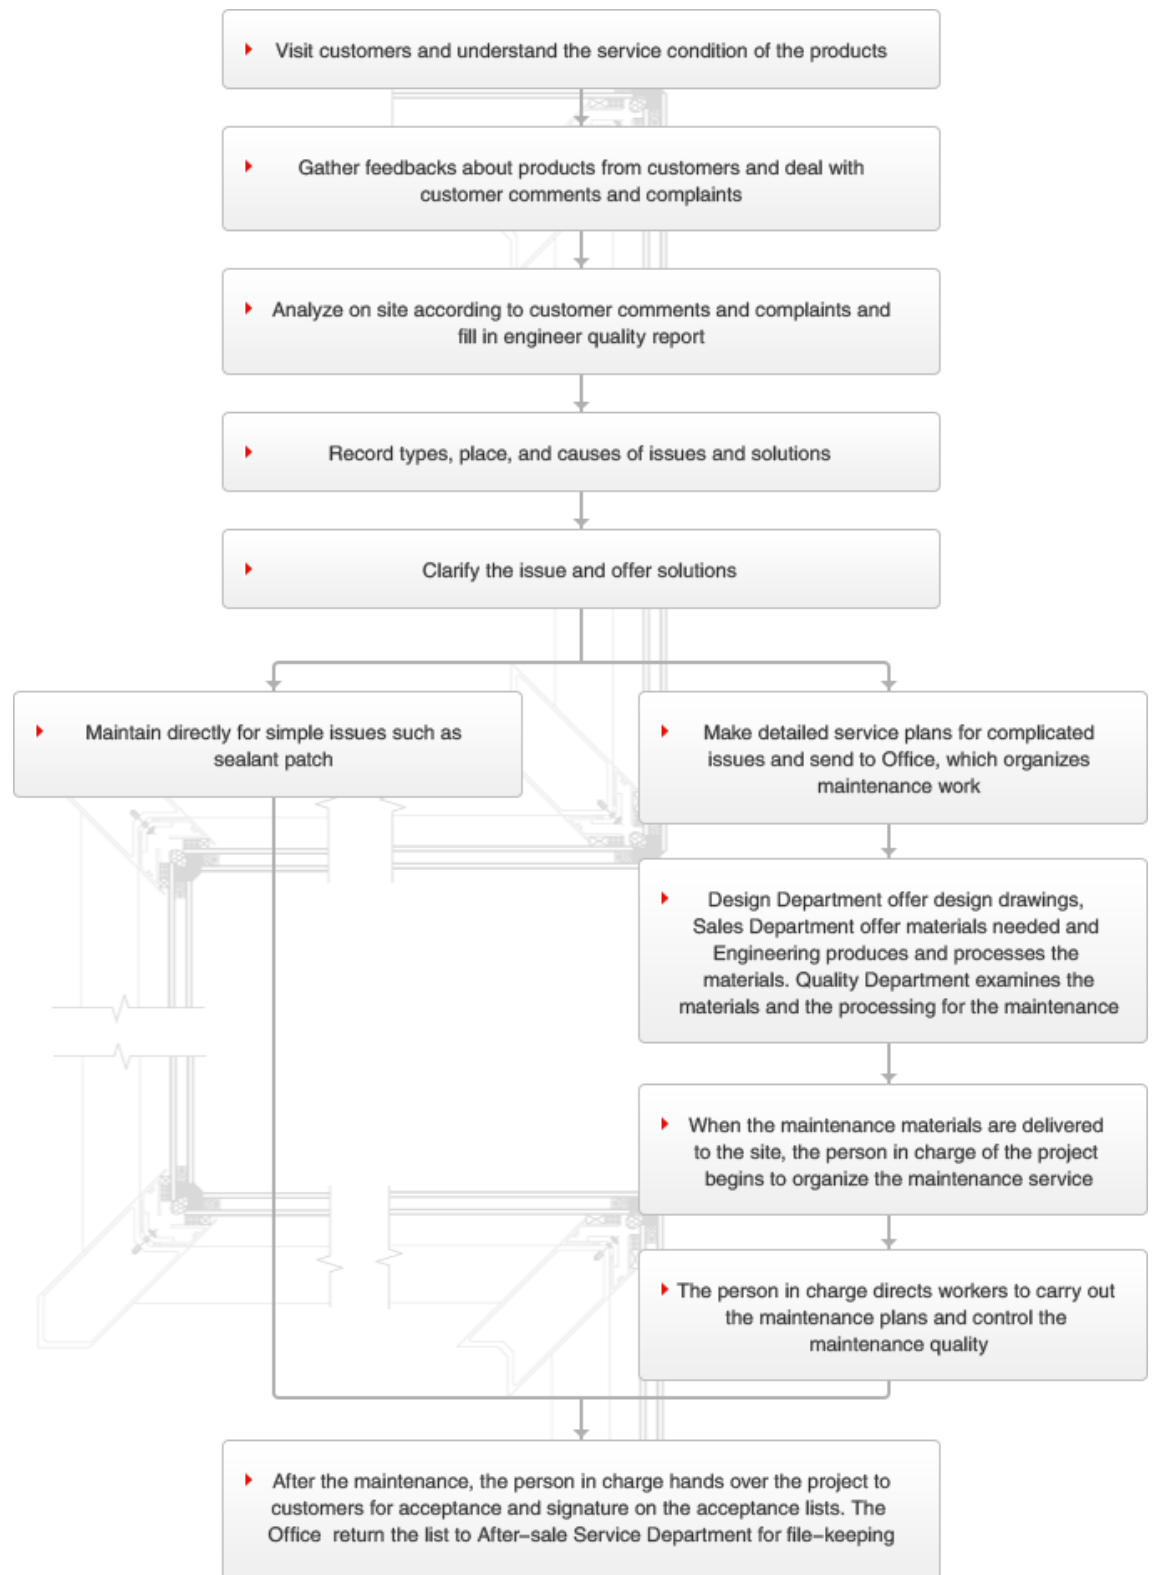 Visit customers and understand the service condition of the products
Gather feedbacks about products from customers and deal with
customer comments and complaints
Analyze on site according to customer comments and complaints and
fill in engineer quality report
Record types, place, and causes of issues and solutions
Clarify the issue and offer solutions
Maintain directly for simple issues such as
sealant patch
Make detailed service plans for complicated
issues and send to Office, which organizes
maintenance work
Design Department offer design drawings,
Sales Department offer materials needed and
Engineering produces and processes the
materials. Quality Department examines the
materials and the processing for the maintenance
When the maintenance materials are delivered
to the site, the person in charge of the project
begins to organize the maintenance service
The person in charge directs workers to carry out
the maintenance plans and control the
maintenance quality
After the maintenance, the person in charge hands over the project to
customers for acceptance and signature on the acceptance lists. The
Office return the list to After-sale Service Department for file-keeping